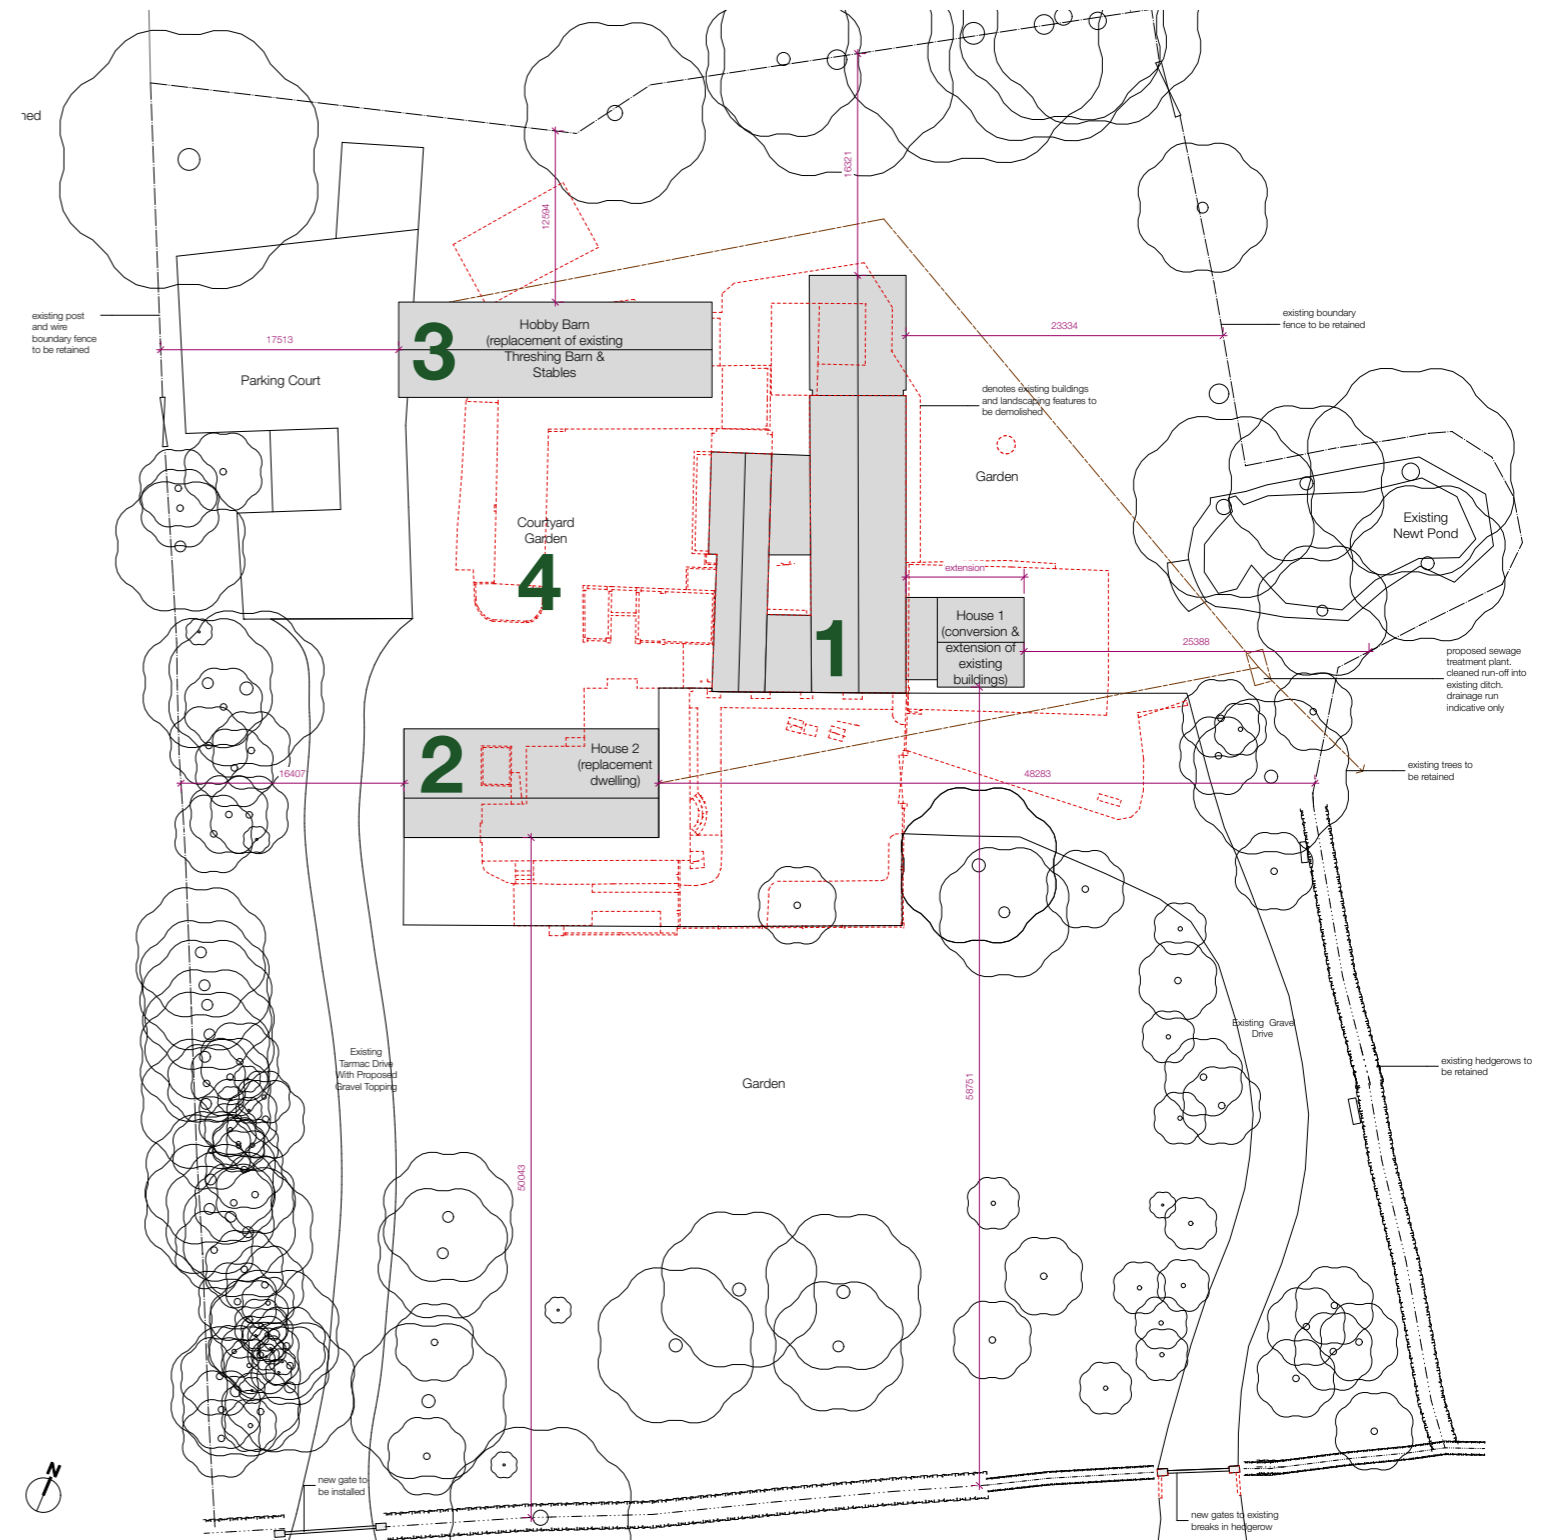 ned
12594
16321
existing post
and wire
boundary fence
to be retained
17513
Parking Court
3
Hobby Barn
(replacement of existing
Threshing Barn &
Stables
23334
existing boundary
fence to be retained
denotes existing buildings
and landscaping features to
be demolished
Garden
Existing
Newt Pond
Courtyard
Garden
4
1
extension
House 1
(conversion &
extension of
existing
buildings)
25388
proposed sewage
treatment plant.
cleaned run-off into
existing ditch.
drainage run
indicative only
2
House 2
(replacement
dwelling)
16407
48283
existing trees to
be retained
Existing
Tarmac Drive
With Proposed
Gravel Topping
Garden
58751
50043
Existing Gravel
Drive
existing hedgerows to
be retained
N
new gate to
be installed
new gates to existing
breaks in hedgerow